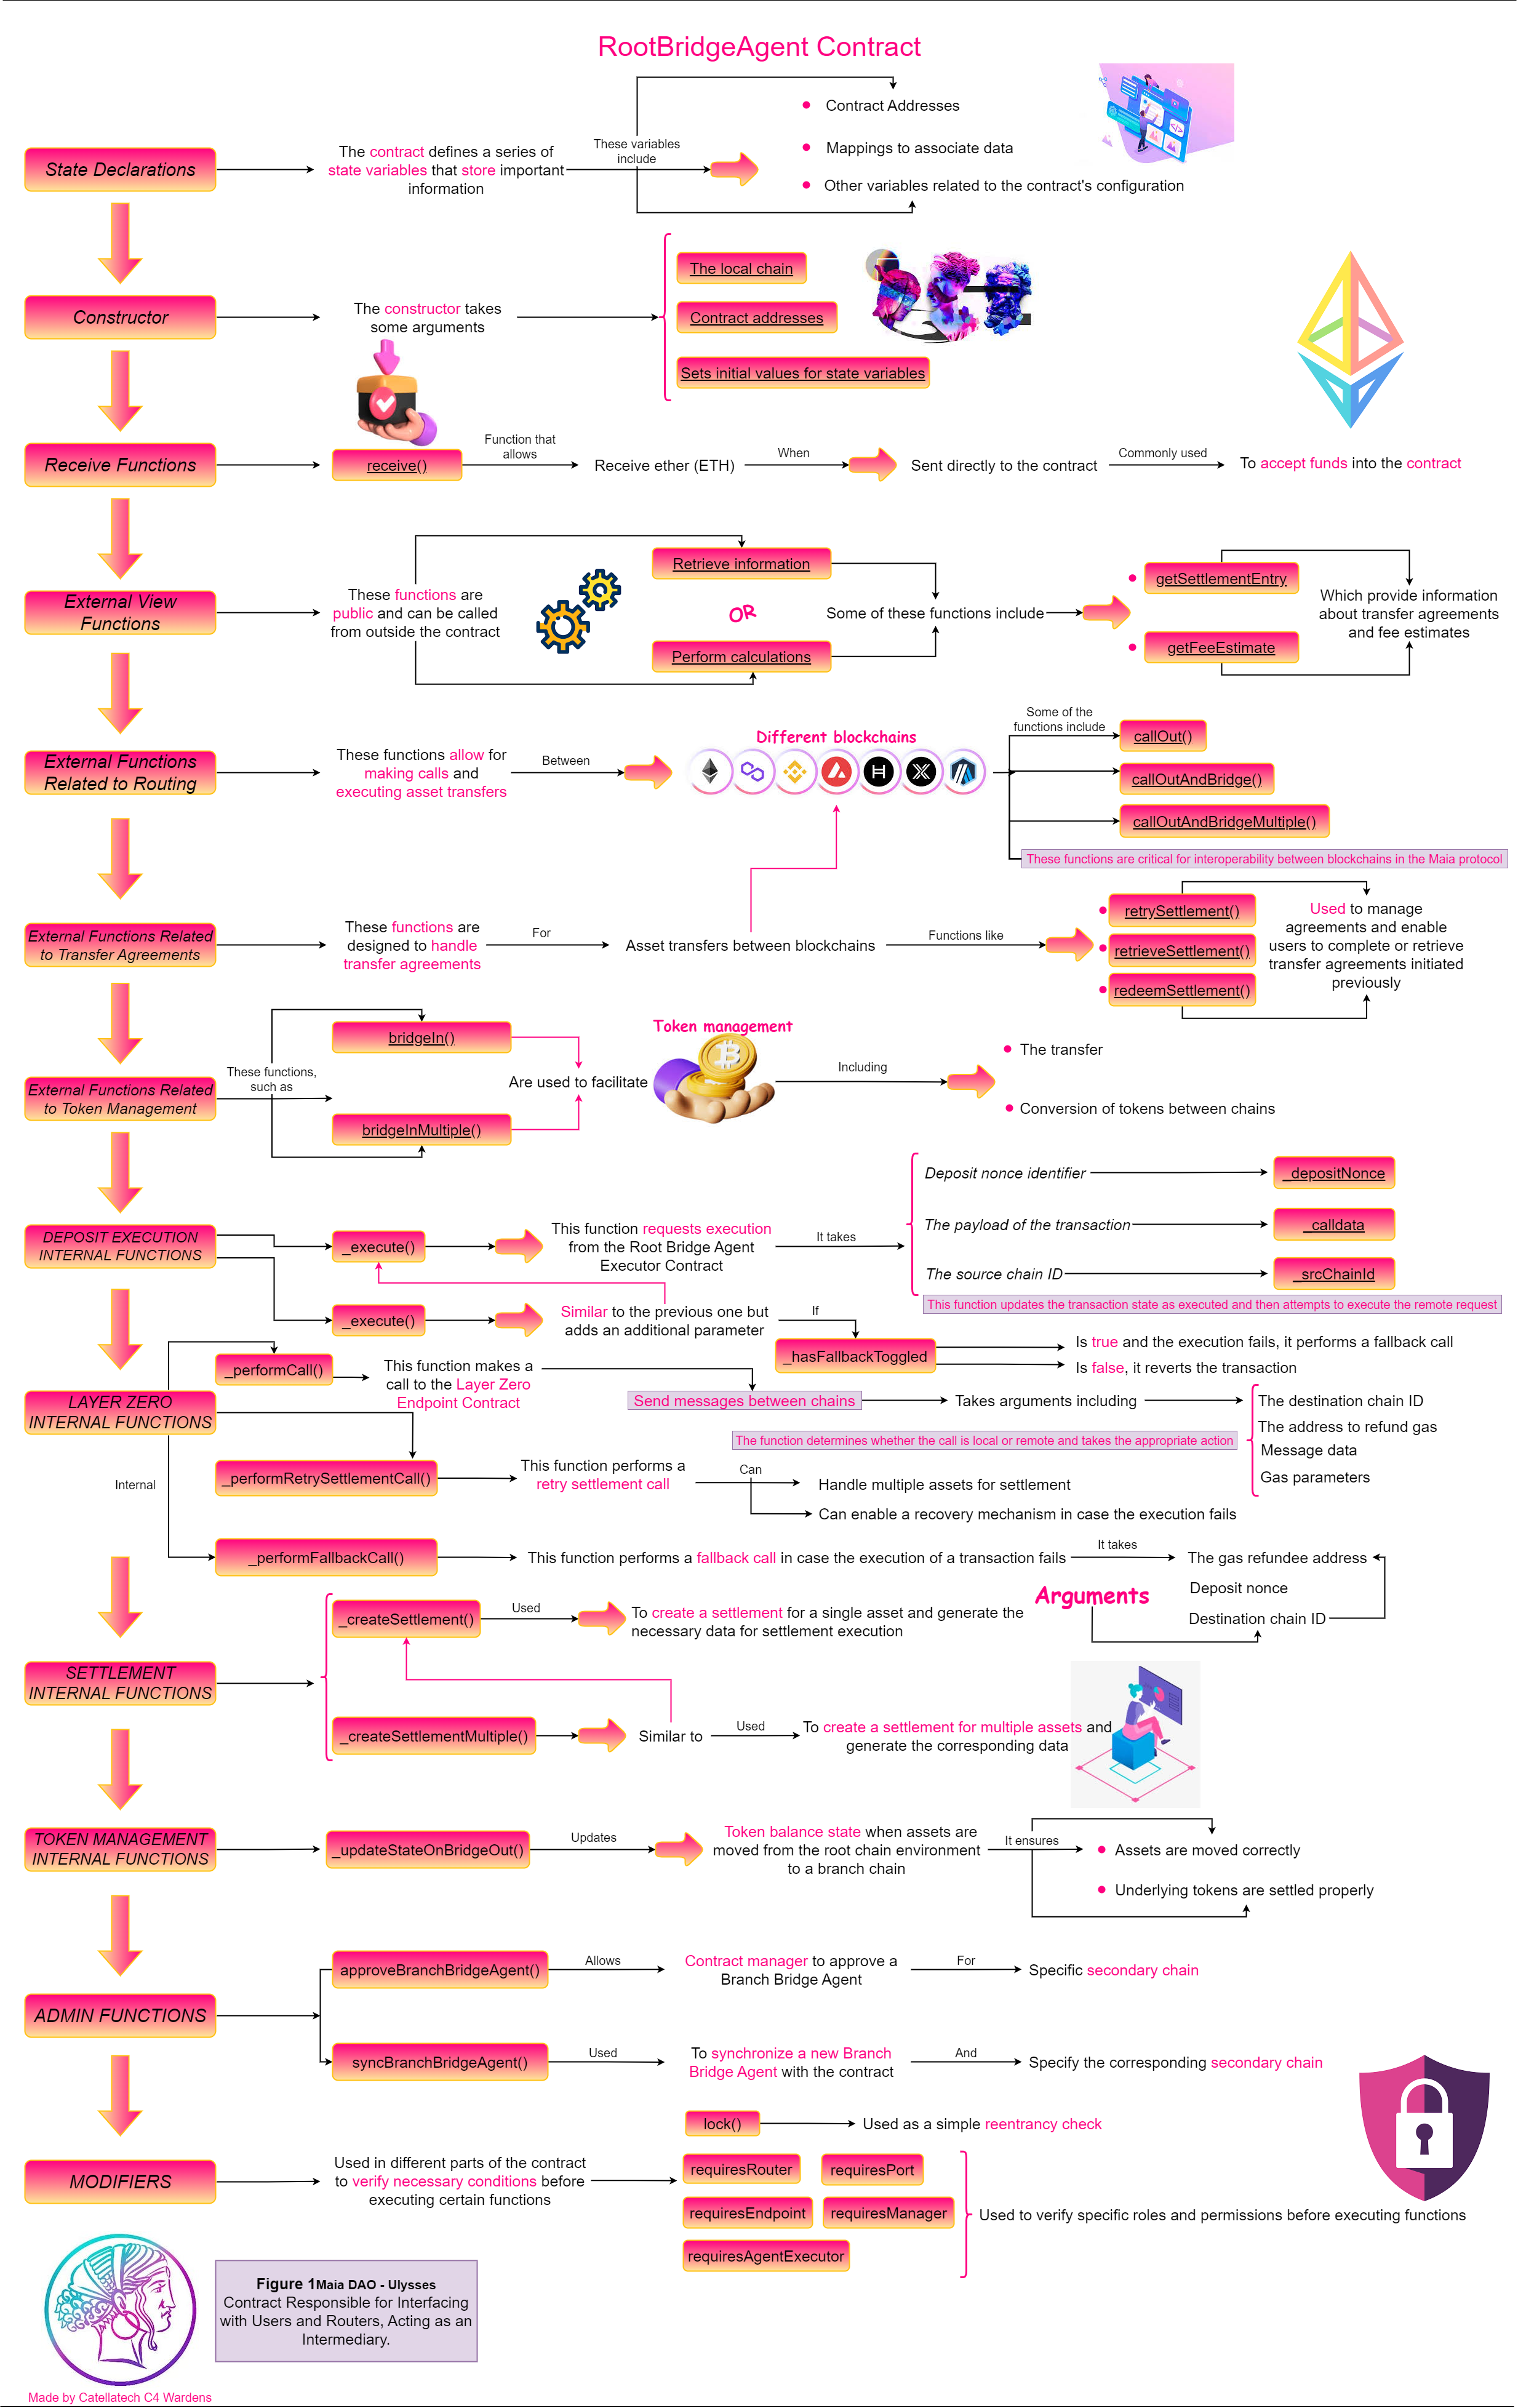 RootBridgeAgent Contract
State Declarations
The contract defines a series of
state variables that store important
information
These variables
include
Contract Addresses
Mappings to associate data
Other variables related to the contract's configuration
Constructor
The constructor takes
some arguments
The local chain
Contract addresses
Sets initial values for state variables
Receive Functions
receive()
Function that
allows
Receive ether (ETH)
When
Sent directly to the contract
Commonly used
To accept funds into the contract
External View
Functions
These functions are
public and can be called
from outside the contract
Retrieve information
OR
Perform calculations
Some of these functions include
getSettlementEntry
getFeeEstimate
Which provide information
about transfer agreements
and fee estimates
External Functions
Related to Routing
These functions allow for
making calls and
executing asset transfers
Between
Different blockchains
Some of the
functions include
callOut()
callOutAndBridge()
callOutAndBridgeMultiple()
These functions are critical for interoperability between blockchains in the Maia protocol
External Functions Related
to Transfer Agreements
These functions are
designed to handle
transfer agreements
For
Asset transfers between blockchains
Functions like
retrySettlement()
retrieveSettlement()
redeemSettlement()
Used to manage
agreements and enable
users to complete or retrieve
transfer agreements initiated
previously
External Functions Related
to Token Management
These functions,
such as
bridgeIn()
bridgeInMultiple()
Are used to facilitate
Token management
Including
The transfer
Conversion of tokens between chains
DEPOSIT EXECUTION
INTERNAL FUNCTIONS
_execute()
This function requests execution
from the Root Bridge Agent
Executor Contract
It takes
Deposit nonce identifier
_depositNonce
The payload of the transaction
_calldata
The source chain ID
_srcChainId
This function updates the transaction state as executed and then attempts to execute the remote request
_execute()
Similar to the previous one but
adds an additional parameter
If
_hasFallbackToggled
Is true and the execution fails, it performs a fallback call
Is false, it reverts the transaction
LAYER ZERO
INTERNAL FUNCTIONS
_performCall()
This function makes a
call to the Layer Zero
Endpoint Contract
Send messages between chains
Takes arguments including
The destination chain ID
The address to refund gas
Message data
Gas parameters
The function determines whether the call is local or remote and takes the appropriate action
Internal
_performRetrySettlementCall()
This function performs a
retry settlement call
Can
Handle multiple assets for settlement
Can enable a recovery mechanism in case the execution fails
_performFallbackCall()
This function performs a fallback call in case the execution of a transaction fails
It takes
The gas refundee address
Deposit nonce
Destination chain ID
Arguments
SETTLEMENT
INTERNAL FUNCTIONS
_createSettlement()
Used
To create a settlement for a single asset and generate the
necessary data for settlement execution
_createSettlementMultiple()
Similar to
Used
To create a settlement for multiple assets and
generate the corresponding data
TOKEN MANAGEMENT
INTERNAL FUNCTIONS
_updateStateOnBridgeOut()
Updates
Token balance state when assets are
moved from the root chain environment
to a branch chain
It ensures
Assets are moved correctly
Underlying tokens are settled properly
ADMIN FUNCTIONS
approveBranchBridgeAgent()
Allows
Contract manager to approve a
Branch Bridge Agent
For
Specific secondary chain
syncBranchBridgeAgent()
Used
To synchronize a new Branch
Bridge Agent with the contract
And
Specify the corresponding secondary chain
MODIFIERS
Used in different parts of the contract
to verify necessary conditions before
executing certain functions
lock()
Used as a simple reentrancy check
requiresRouter
requiresPort
requiresEndpoint
requiresManager
requiresAgentExecutor
Used to verify specific roles and permissions before executing functions
Figure 1Maia DAO - Ulysses
Contract Responsible for Interfacing
with Users and Routers, Acting as an
Intermediary.
Made by Catellatech C4 Wardens